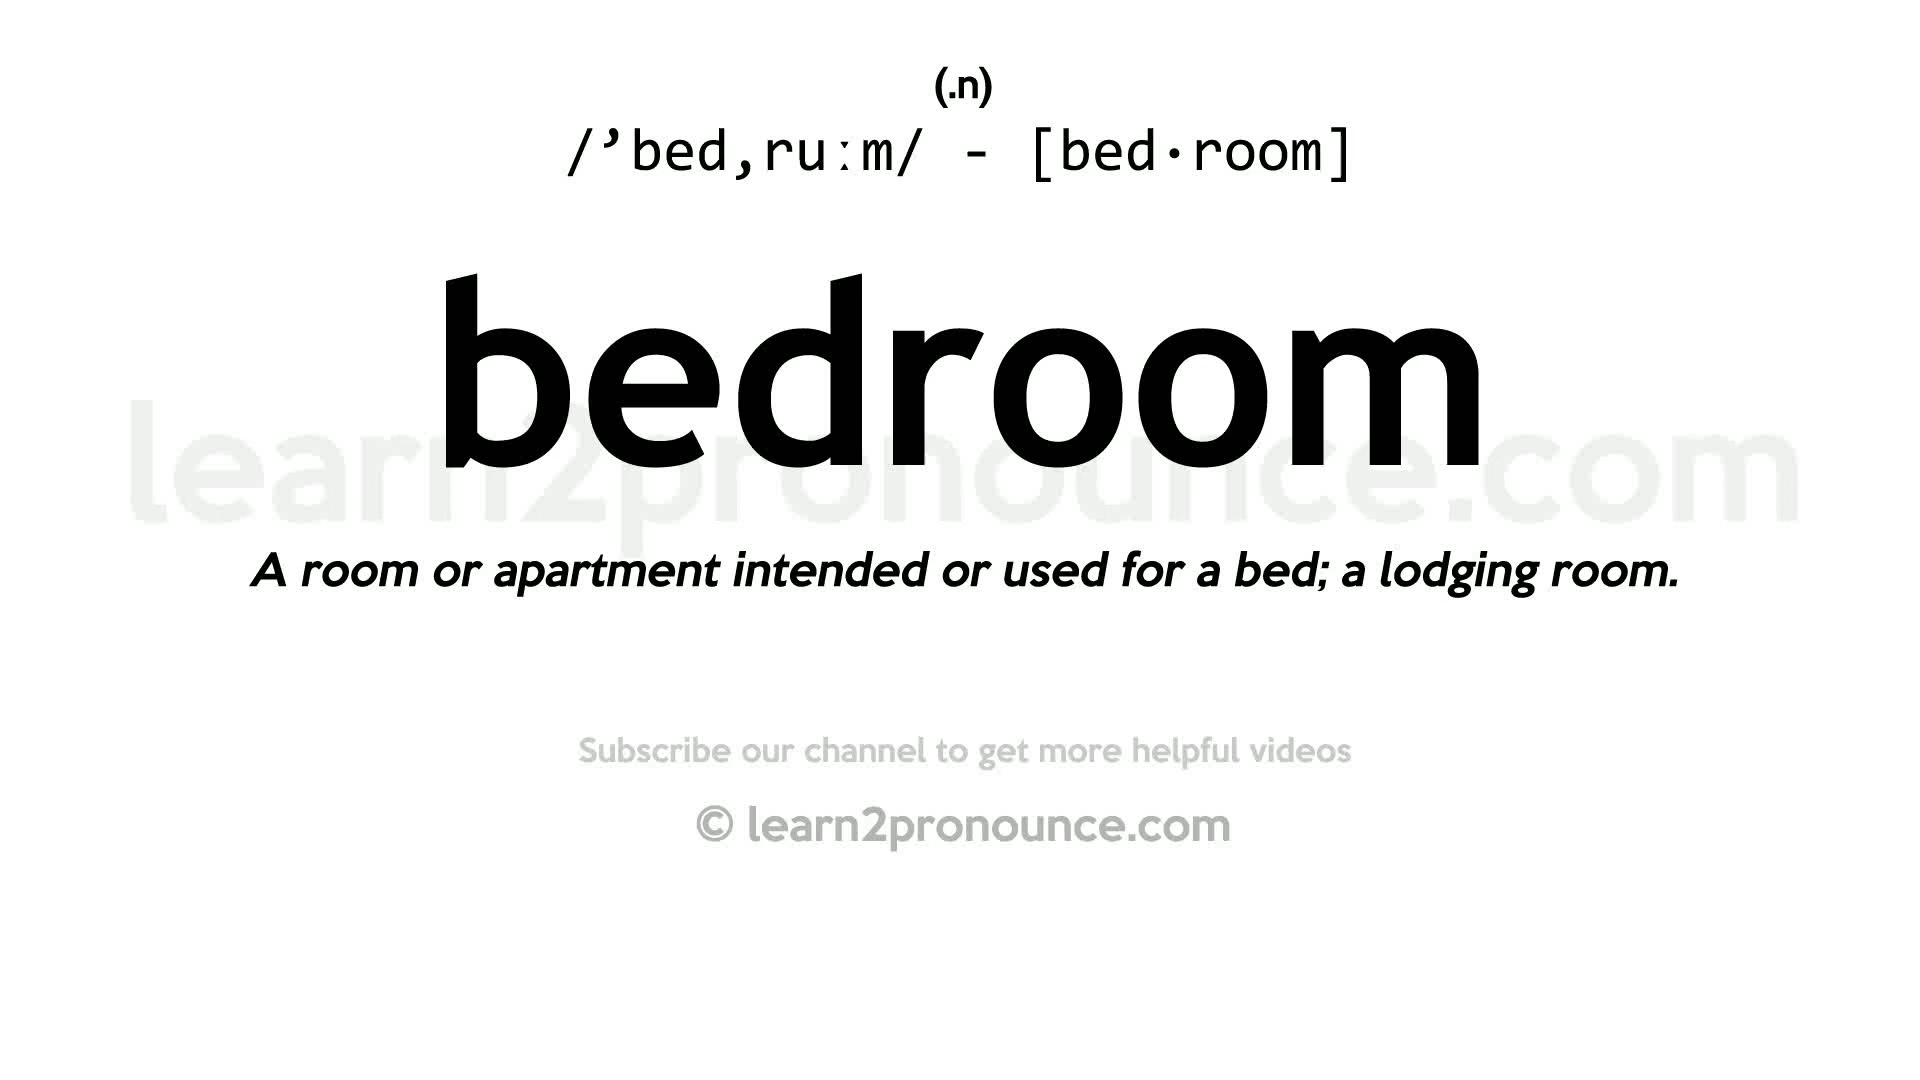 (.n)
/’bed,ruːm/ - [bed·room]
bedroom
learn2pronounce.com
A room or apartment intended or used for a bed; a lodging room.
Subscribe our channel to get more helpful videos
© learn2pronounce.com